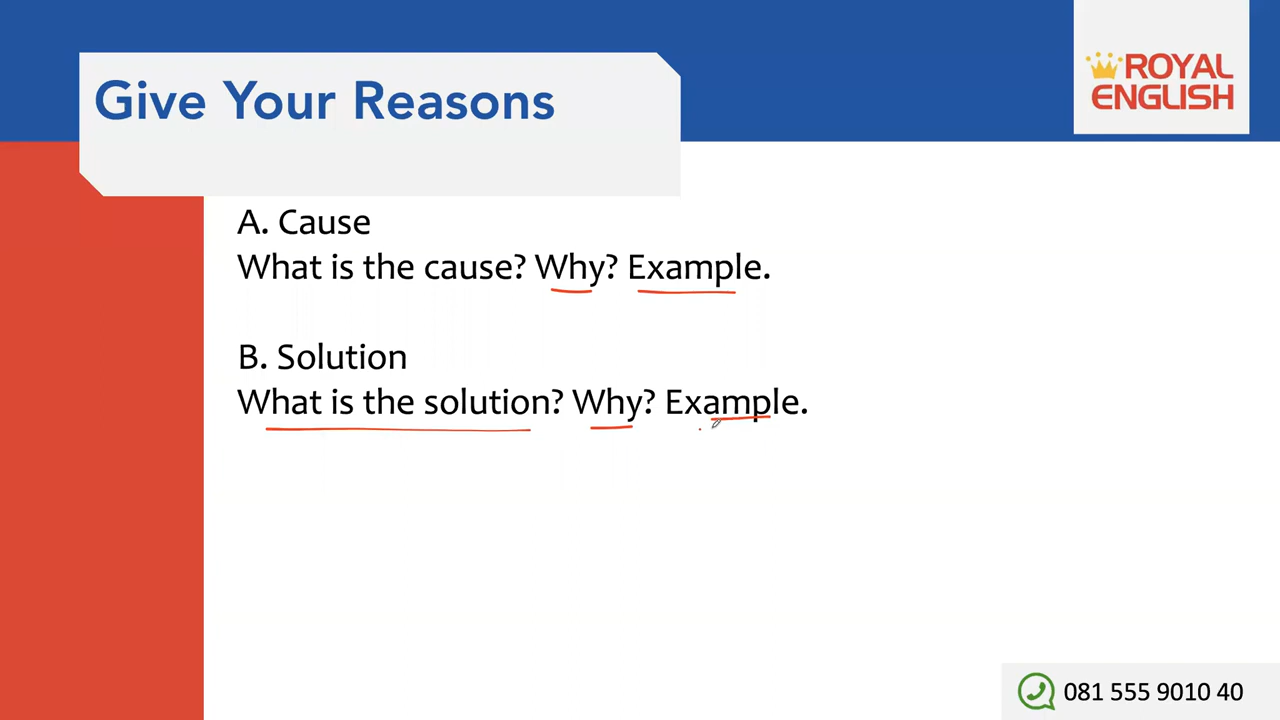 Give Your Reasons
ROYAL
ENGLISH
A. Cause
What is the cause? Why? Example.
B. Solution
What is the solution? Why? Example.
081 555 9010 40